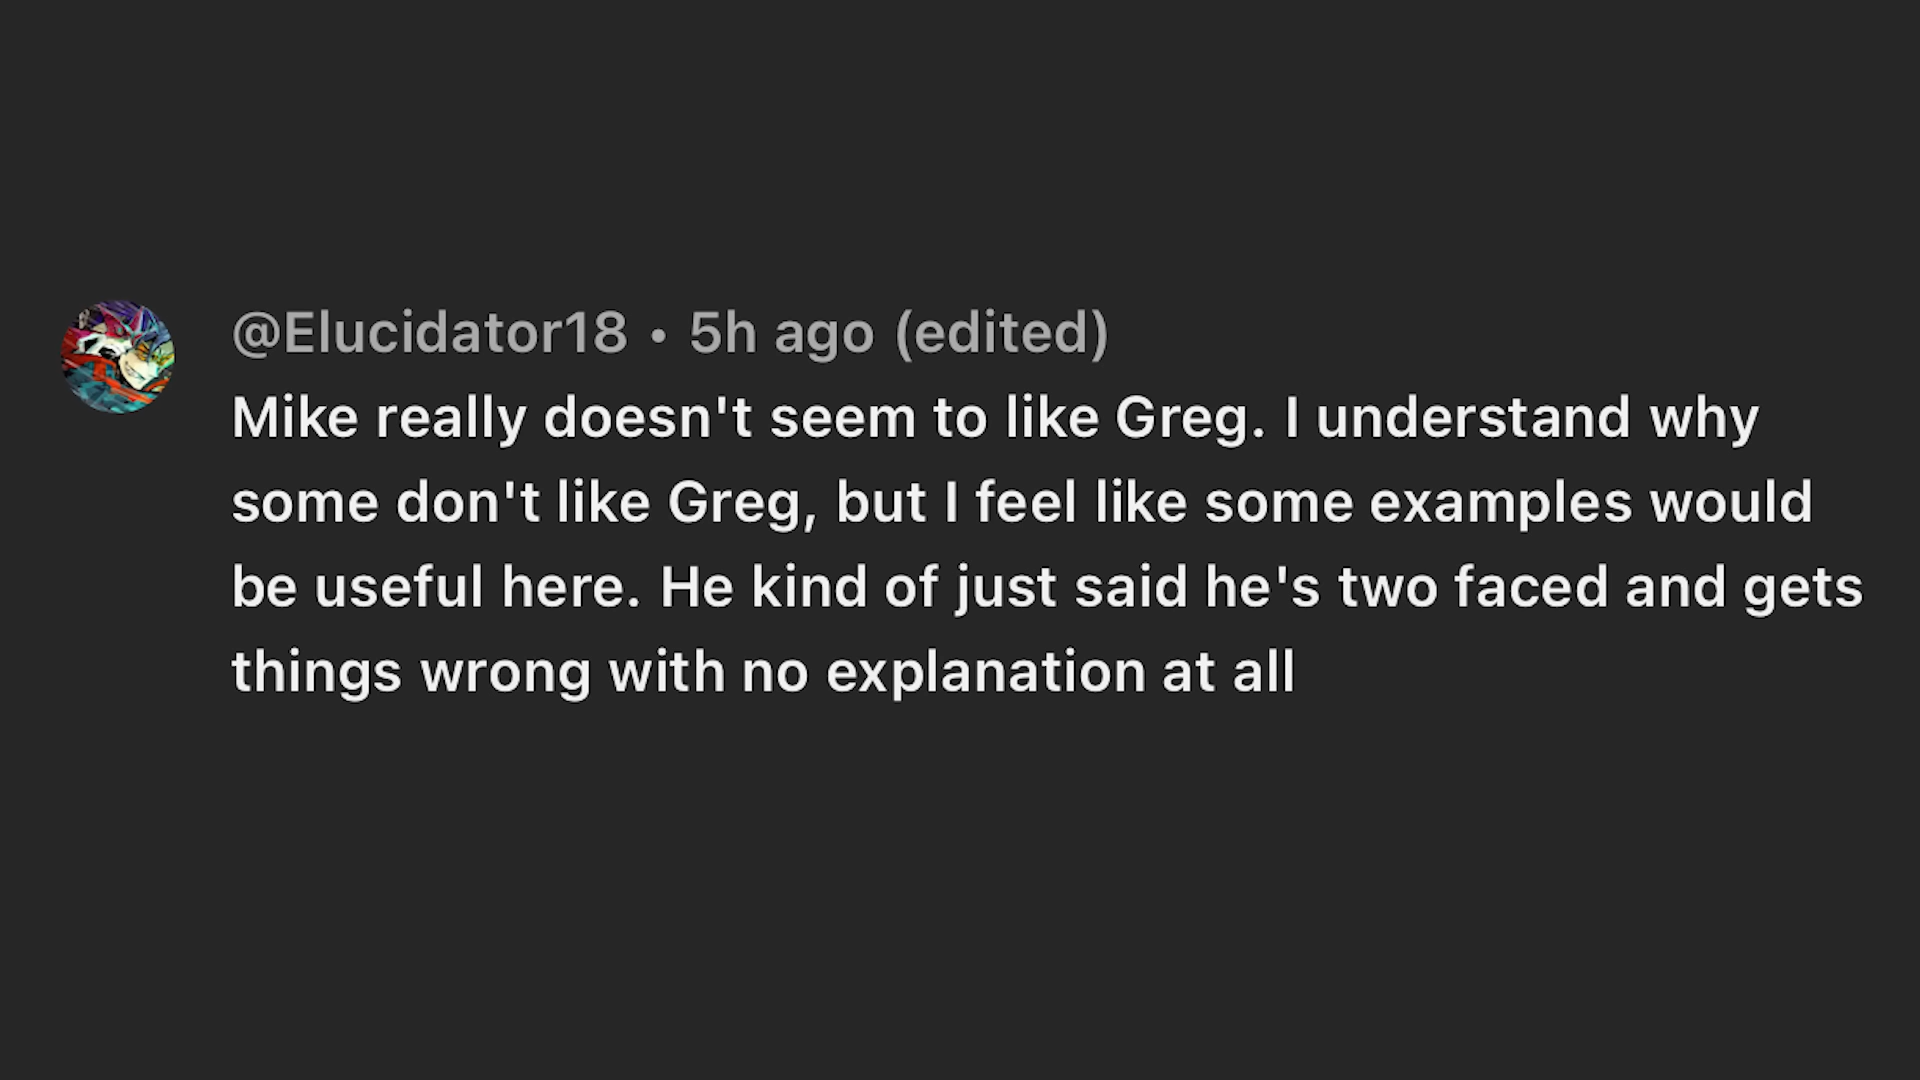 @Elucidator18 • 5h ago (edited)
Mike really doesn't seem to like Greg. I understand why
some don't like Greg, but I feel like some examples would
be useful here. He kind of just said he's two faced and gets
things wrong with no explanation at all